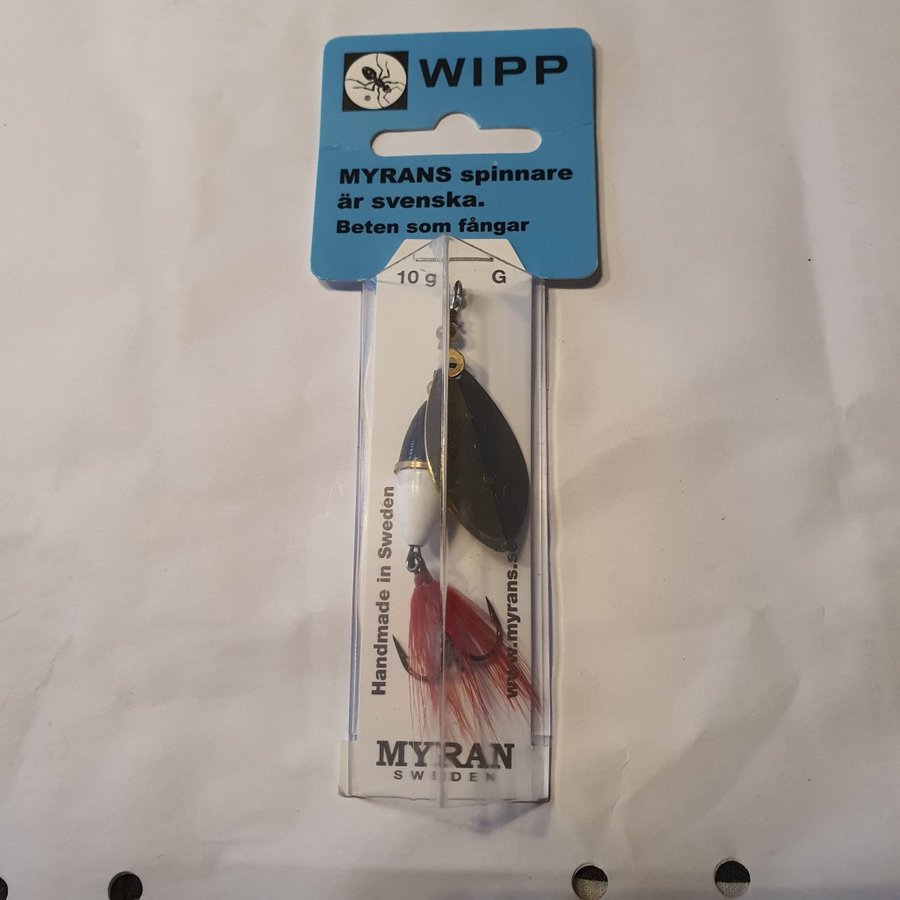 WIPP
®
MYRANS spinnare
är svenska.
Beten som fångar
10 g G
Handmade in Sweden
www.myrans.se
MYRAN
SWEDEN